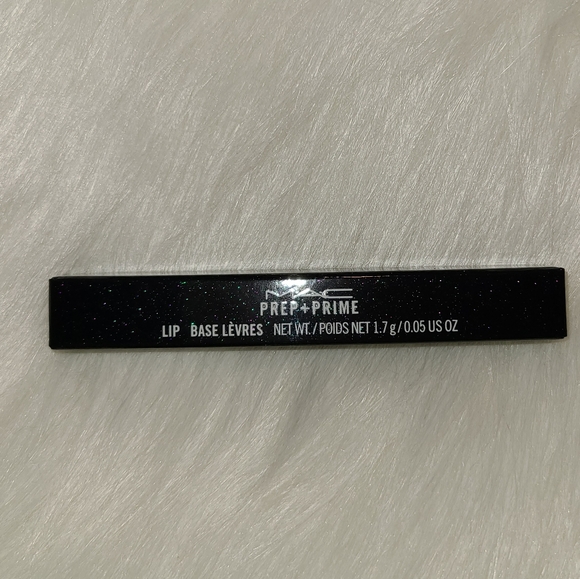 MAC
PREP+PRIME
LIP BASE LÈVRES NET WT./POIDS NET 1.7 g/0.05 US OZ